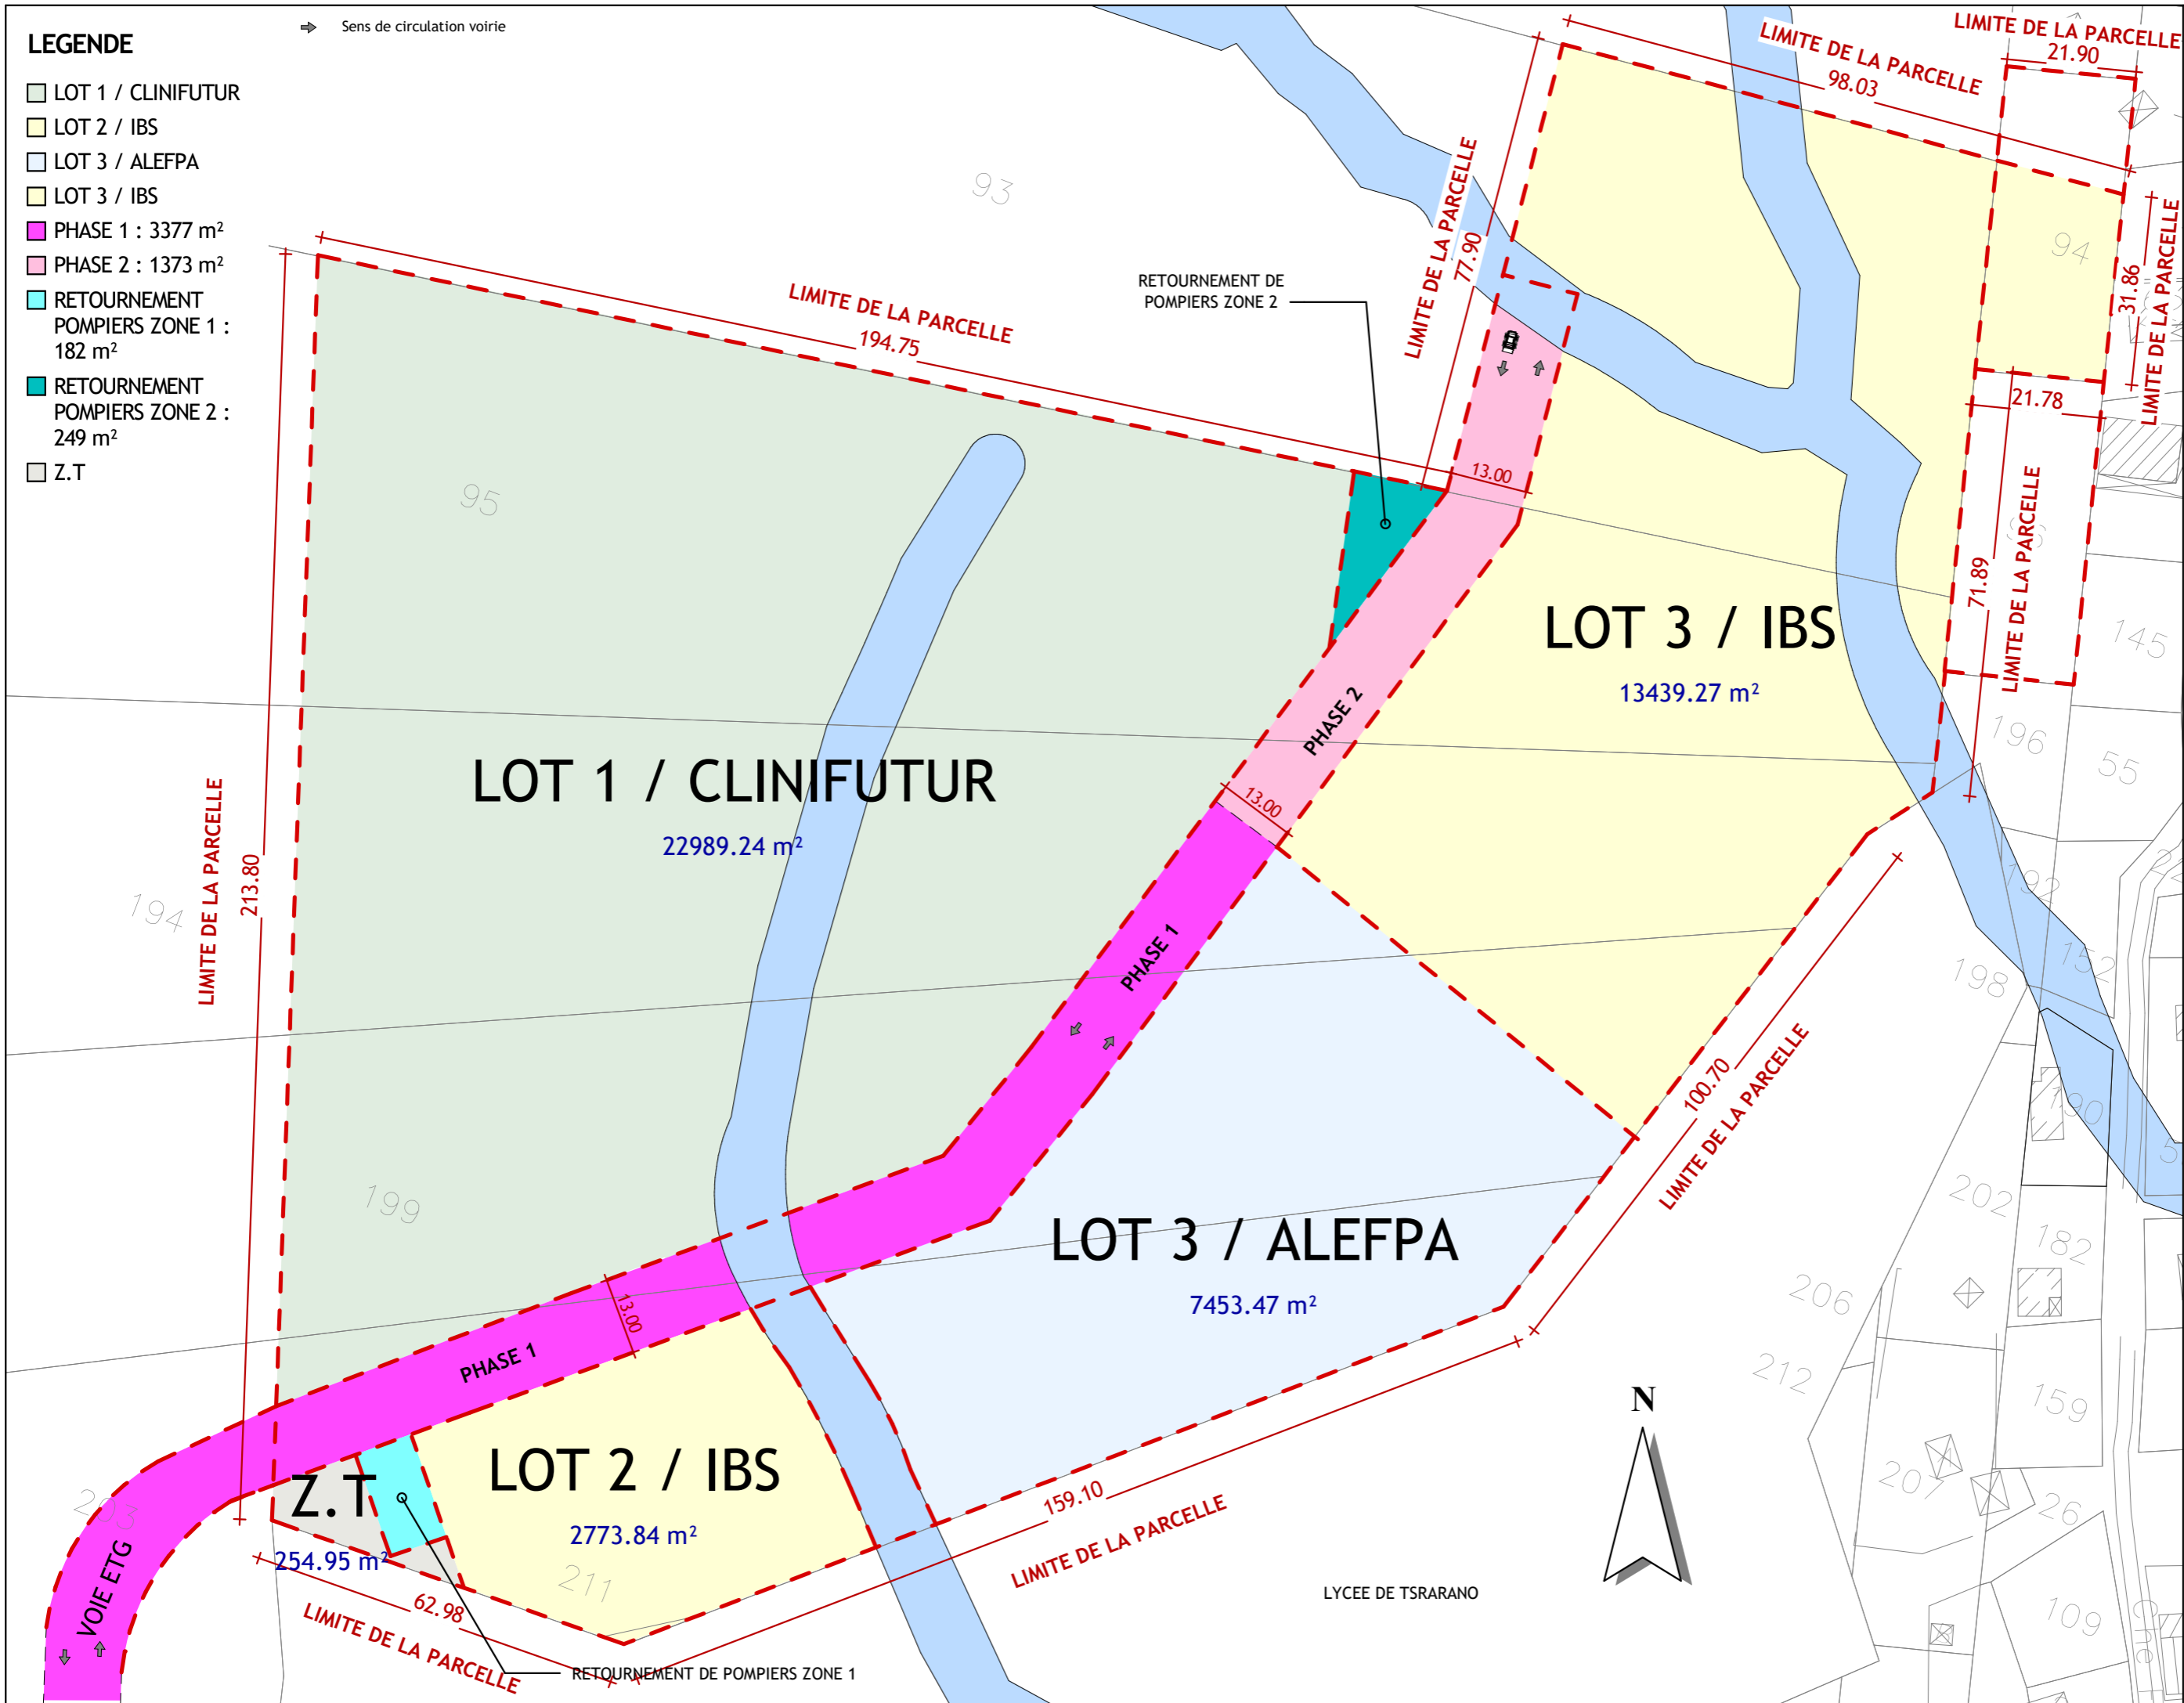 LEGENDE
Sens de circulation voirie
LOT 1 / CLINIFUTUR
LOT 2 / IBS
LOT 3 / ALEFPA
LOT 3 / IBS
PHASE 1 : 3377 m²
PHASE 2 : 1373 m²
RETOURNEMENT
POMPIERS ZONE 1 :
182 m²
RETOURNEMENT
POMPIERS ZONE 2 :
249 m²
Z.T
LIMITE DE LA PARCELLE
21.90
LIMITE DE LA PARCELLE
98.03
93
94
LIMITE DE LA PARCELLE
77.90
31.86
LIMITE DE LA PARCELLE
RETOURNEMENT DE
POMPIERS ZONE 2
LIMITE DE LA PARCELLE
194.75
21.78
13.00
95
71.89
LIMITE DE LA PARCELLE
LOT 3 / IBS
13439.27 m²
145
196
55
PHASE 2
13.00
LOT 1 / CLINIFUTUR
22989.24 m²
LIMITE DE LA PARCELLE
213.80
194
192
152
198
PHASE 1
100.70
LIMITE DE LA PARCELLE
190
199
202
182
LOT 3 / ALEFPA
7453.47 m²
206
13.00
PHASE 1
212
159
N
LOT 2 / IBS
2773.84 m²
Z.T
254.95 m²
203
207
26
159.10
LIMITE DE LA PARCELLE
VOIE ETG
211
62.98
LIMITE DE LA PARCELLE
LYCEE DE TSRARANO
109
RETOURNEMENT DE POMPIERS ZONE 1